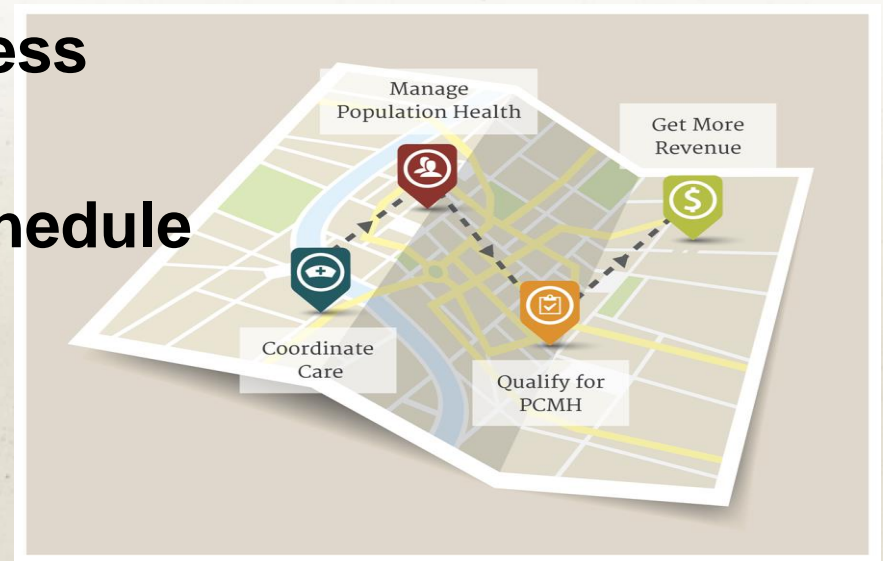 ess
hedule
Manage
Population Health
Get More
Revenue
Coordinate
Care
Qualify for
PCMH
$